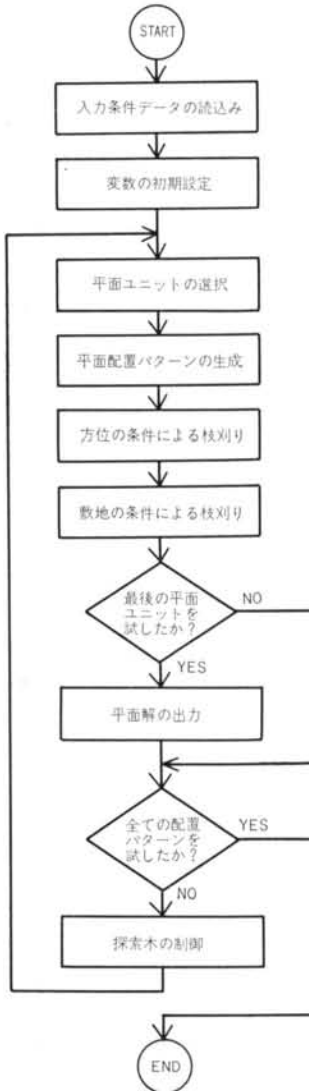 START
入力条件データの読込み
変数の初期設定
平面ユニットの選択
平面配置パターンの生成
方位の条件による枝刈り
敷地の条件による枝刈り
最後の平面
ユニットを
試したか?
NO
YES
平面解の出力
全ての配置
パターンを
試したか?
YES
NO
探索木の制御
END